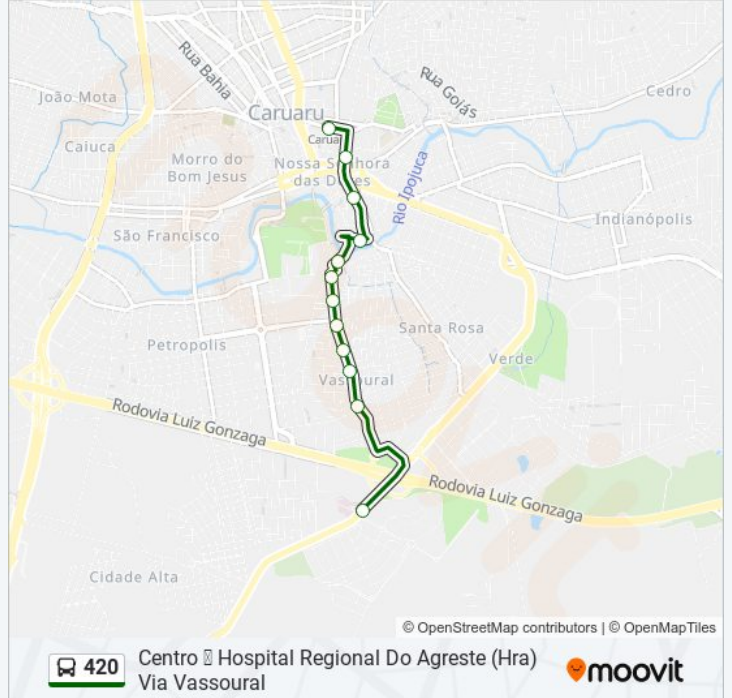 Rua Bahia
Rua Goiás
João Mota
Cedro
Caruaru
Carua
Caiuca
Morro do
Bom Jesus
Nossa Senhora
das Dores
Rio Ipojuca
Indianópolis
São Francisco
Santa Rosa
Petropolis
Verde
Vassoural
Rodovia Luiz Gonzaga
Rodovia Luiz Gonzaga
Cidade Alta
© OpenStreetMap contributors | © OpenMapTiles
420
Centro Hospital Regional Do Agreste (Hra)
Via Vassoural
moovit